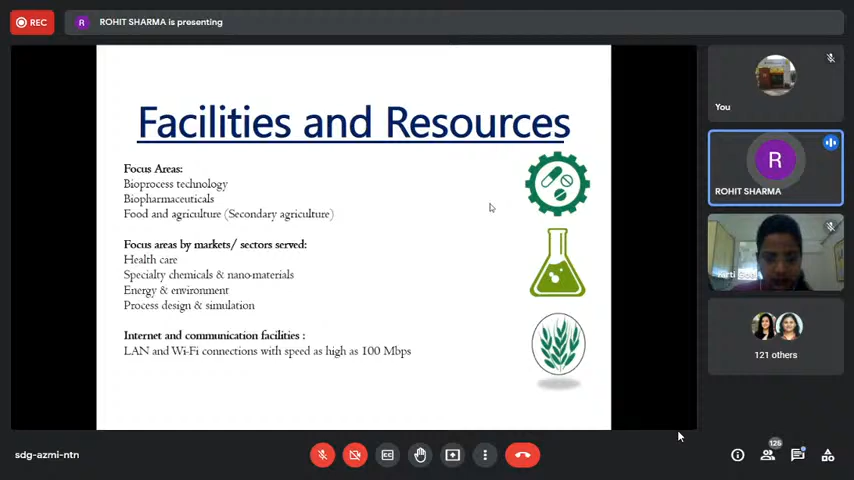 REC
R
ROHIT SHARMA is presenting
Facilities and Resources
Focus Areas:
Bioprocess technology
Biopharmaceuticals
Food and agriculture (Secondary agriculture)
Focus areas by markets/ sectors served:
Health care
Specialty chemicals & nano-materials
Energy & environment
Process design & simulation
Internet and communication facilities :
LAN and Wi-Fi connections with speed as high as 100 Mbps
You
R
ROHIT SHARMA
121 others
sdg-azmi-ntn
CC
125